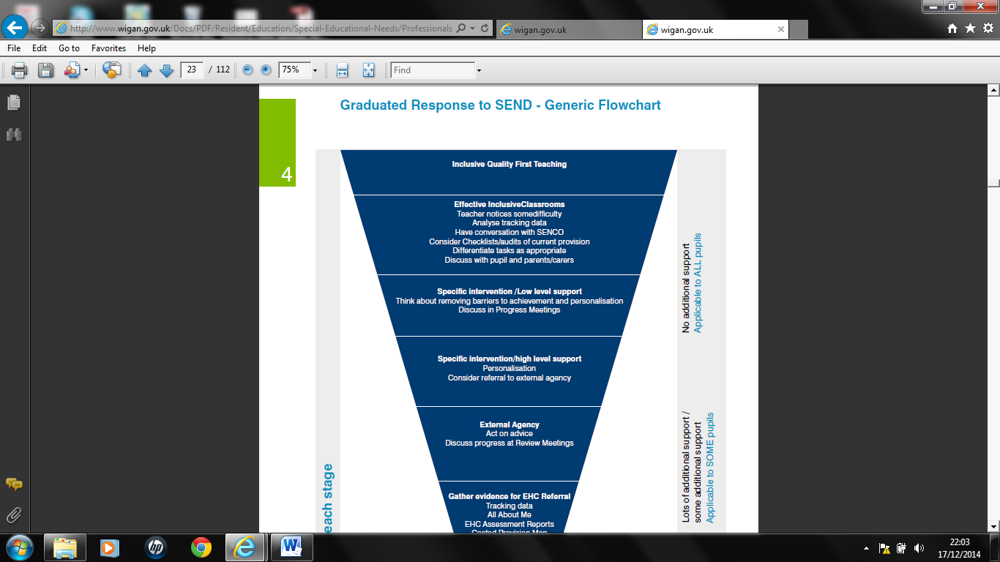 http://www.wigan.gov.uk/Docs/PDF/Resident/Education/Special-Educational-Needs/Professionals
wigan.gov.uk
wigan.gov.uk
File Edit Go to Favorites Help
23 / 112 75% Find
Graduated Response to SEND - Generic Flowchart
4
Inclusive Quality First Teaching
Effective InclusiveClassrooms
Teacher notices somedifficulty
Analyse tracking data
Have conversation with SENCO
Consider Checklists/audits of current provision
Differentiate tasks as appropriate
Discuss with pupil and parents/carers
Specific intervention /Low level support
Think about removing barriers to achievement and personalisation
Discuss in Progress Meetings
Specific intervention/high level support
Personalisation
Consider referral to external agency
External Agency
Act on advice
Discuss progress at Review Meetings
Gather evidence for EHC Referral
Tracking data
All About Me
EHC Assessment Reports
Costed Provision Map
No additional support
Applicable to ALL pupils
Lots of additional support /
some additional support
Applicable to SOME pupils
each stage
hp
22:03
17/12/2014